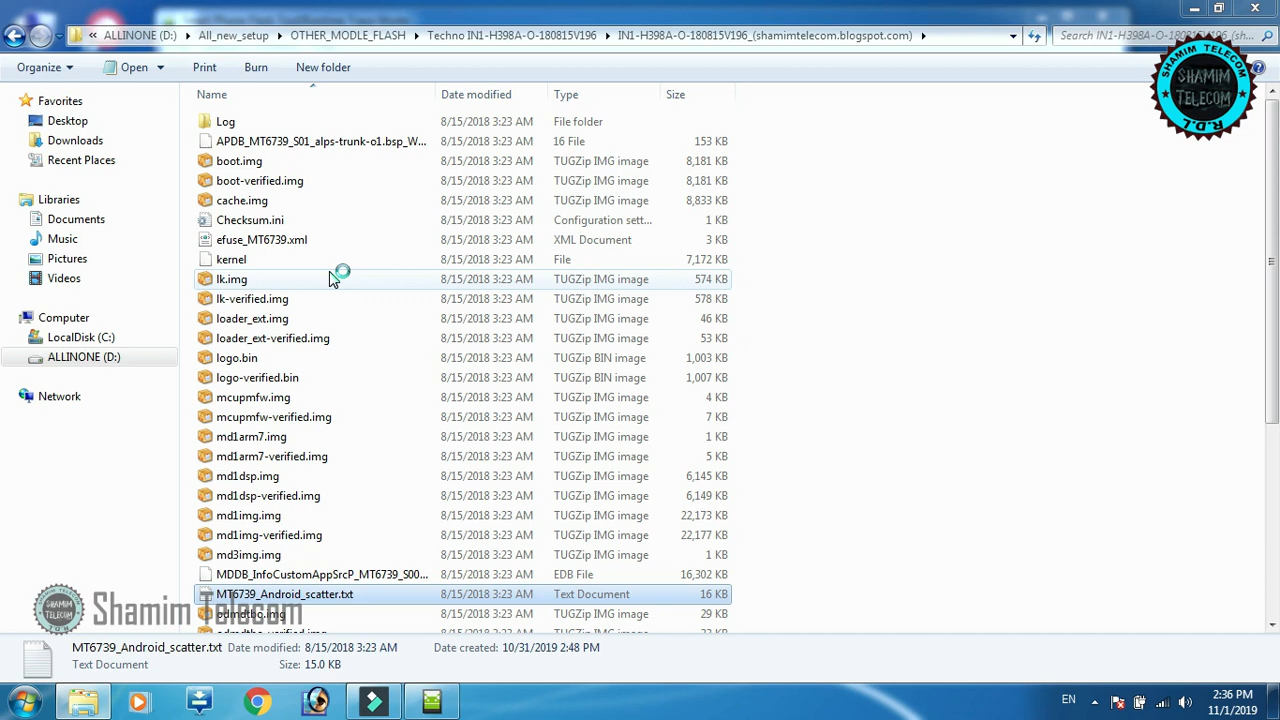 « ALLINONE (D:) ▸ All_new_setup ▸ OTHER_MODLE_FLASH ▸ Techno IN1-H398A-O-180815V196 ▸ IN1-H398A-O-180815V196_(shamimtelecom.blogspot.com) ▸
Search IN1-H398A-O-180815V196_(sh...
Organize Open Print Burn New folder
SHAMIM TELECOM
SHAMIM
TELECOM
R.D.L
Name Date modified Type Size
Favorites
Desktop
Downloads
Recent Places
Libraries
Documents
Music
Pictures
Videos
Computer
LocalDisk (C:)
ALLINONE (D:)
Network
Log 8/15/2018 3:23 AM File folder
APDB_MT6739_S01_alps-trunk-o1.bsp_W... 8/15/2018 3:23 AM 16 File 153 KB
boot.img 8/15/2018 3:23 AM TUGZip IMG image 8,181 KB
boot-verified.img 8/15/2018 3:23 AM TUGZip IMG image 8,181 KB
cache.img 8/15/2018 3:23 AM TUGZip IMG image 8,833 KB
Checksum.ini 8/15/2018 3:23 AM Configuration sett... 1 KB
efuse_MT6739.xml 8/15/2018 3:23 AM XML Document 3 KB
kernel 8/15/2018 3:23 AM File 7,172 KB
lk.img 8/15/2018 3:23 AM TUGZip IMG image 574 KB
lk-verified.img 8/15/2018 3:23 AM TUGZip IMG image 578 KB
loader_ext.img 8/15/2018 3:23 AM TUGZip IMG image 46 KB
loader_ext-verified.img 8/15/2018 3:23 AM TUGZip IMG image 53 KB
logo.bin 8/15/2018 3:23 AM TUGZip BIN image 1,003 KB
logo-verified.bin 8/15/2018 3:23 AM TUGZip BIN image 1,007 KB
mcupmfw.img 8/15/2018 3:23 AM TUGZip IMG image 4 KB
mcupmfw-verified.img 8/15/2018 3:23 AM TUGZip IMG image 7 KB
md1arm7.img 8/15/2018 3:23 AM TUGZip IMG image 1 KB
md1arm7-verified.img 8/15/2018 3:23 AM TUGZip IMG image 5 KB
md1dsp.img 8/15/2018 3:23 AM TUGZip IMG image 6,145 KB
md1dsp-verified.img 8/15/2018 3:23 AM TUGZip IMG image 6,149 KB
md1img.img 8/15/2018 3:23 AM TUGZip IMG image 22,173 KB
md1img-verified.img 8/15/2018 3:23 AM TUGZip IMG image 22,177 KB
md3img.img 8/15/2018 3:23 AM TUGZip IMG image 1 KB
MDDB_InfoCustomAppSrcP_MT6739_S00... 8/15/2018 3:23 AM EDB File 16,302 KB
MT6739_Android_scatter.txt 8/15/2018 3:23 AM Text Document 16 KB
odmdtbo.img 8/15/2018 3:23 AM TUGZip IMG image 29 KB
SHAMIM
TELECOM
Shamim Telecom
MT6739_Android_scatter.txt Date modified: 8/15/2018 3:23 AM Date created: 10/31/2019 2:48 PM
Text Document Size: 15.0 KB
EN
2:36 PM
11/1/2019